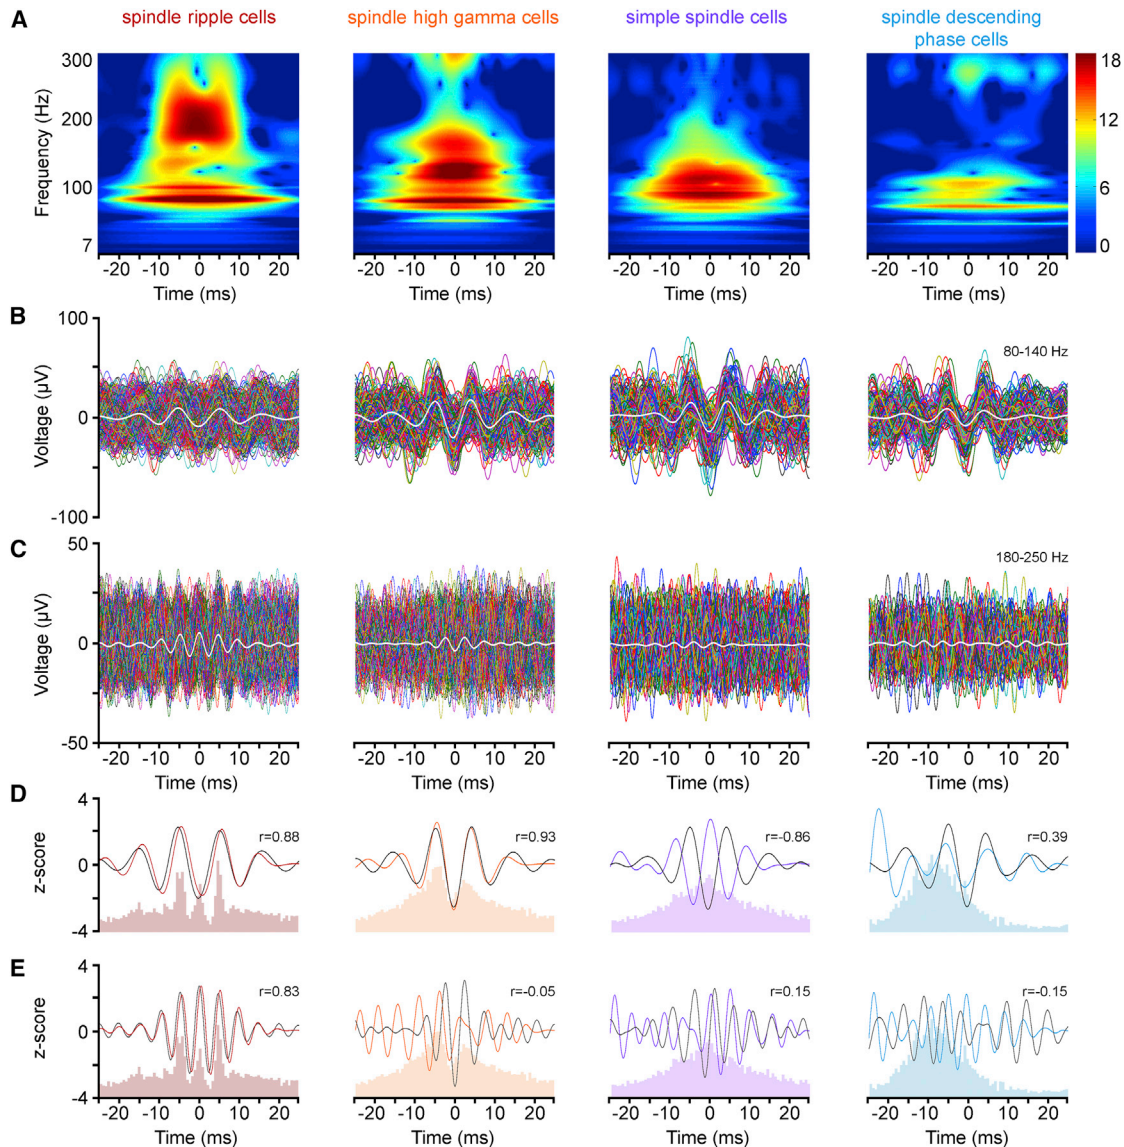 A
spindle ripple cells
spindle high gamma cells
simple spindle cells
spindle descending
phase cells
Frequency (Hz)
300
200
100
7
18
12
6
0
-20 -10 0 10 20
-20 -10 0 10 20
-20 -10 0 10 20
-20 -10 0 10 20
Time (ms)
Time (ms)
Time (ms)
Time (ms)
B
Voltage (µV)
100
0
-100
80-140 Hz
C
Voltage (µV)
50
0
-50
180-250 Hz
-20 -10 0 10 20
-20 -10 0 10 20
-20 -10 0 10 20
-20 -10 0 10 20
Time (ms)
Time (ms)
Time (ms)
Time (ms)
D
z-score
4
0
-4
r=0.88
r=0.93
r=-0.86
r=0.39
E
z-score
4
0
-4
r=0.83
r=-0.05
r=0.15
r=-0.15
-20 -10 0 10 20
-20 -10 0 10 20
-20 -10 0 10 20
-20 -10 0 10 20
Time (ms)
Time (ms)
Time (ms)
Time (ms)